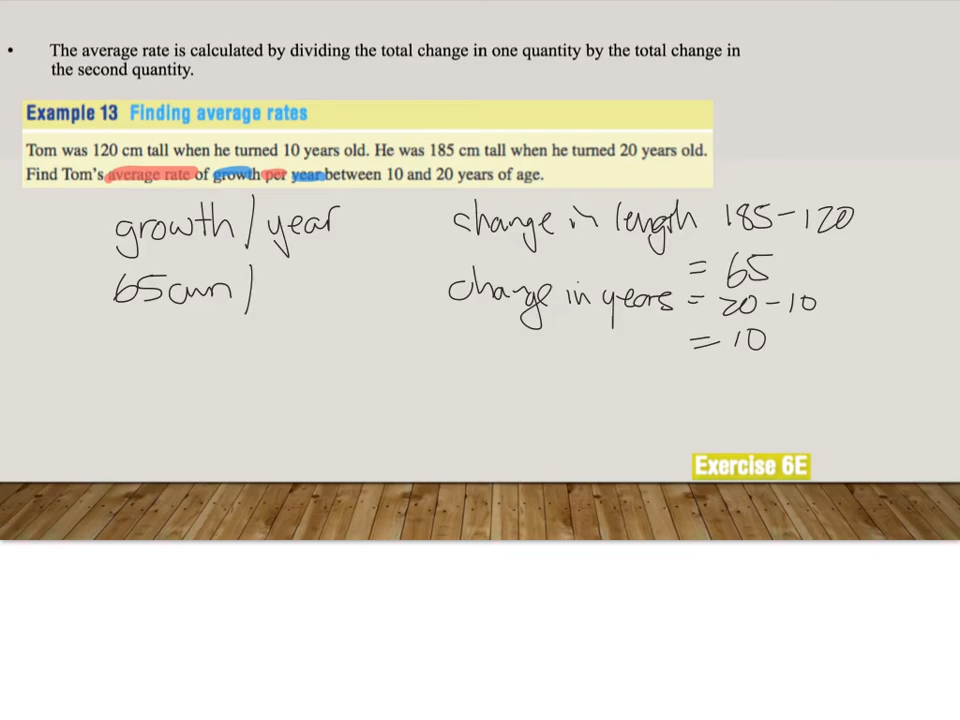 • The average rate is calculated by dividing the total change in one quantity by the total change in
the second quantity.
Example 13 Finding average rates
Tom was 120 cm tall when he turned 10 years old. He was 185 cm tall when he turned 20 years old.
Find Tom's average rate of growth per year between 10 and 20 years of age.
growth / year
65cm /
change in length 185-120
= 65
change in years = 20-10
= 10
Exercise 6E